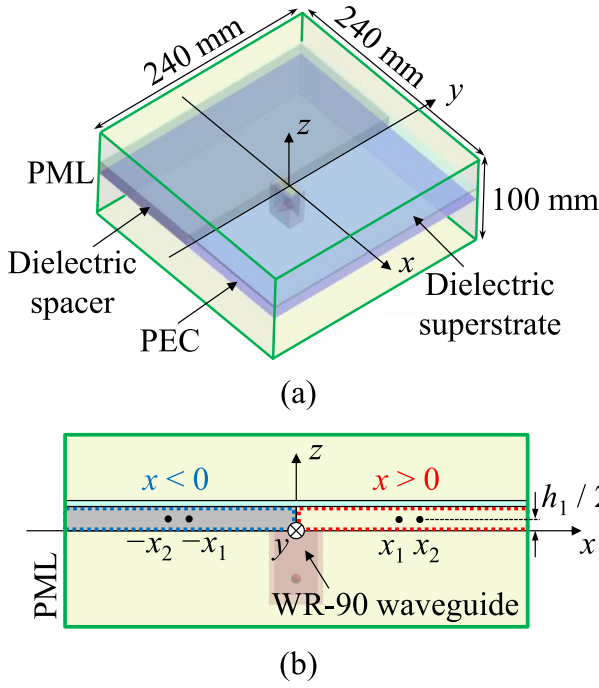 240 mm
240 mm
y
z
PML
100 mm
Dielectric
spacer
x
Dielectric
superstrate
PEC
(a)
z
x < 0
x > 0
h₁ / 2
−x₂ −x₁
y
x₁ x₂
x
PML
WR-90 waveguide
(b)